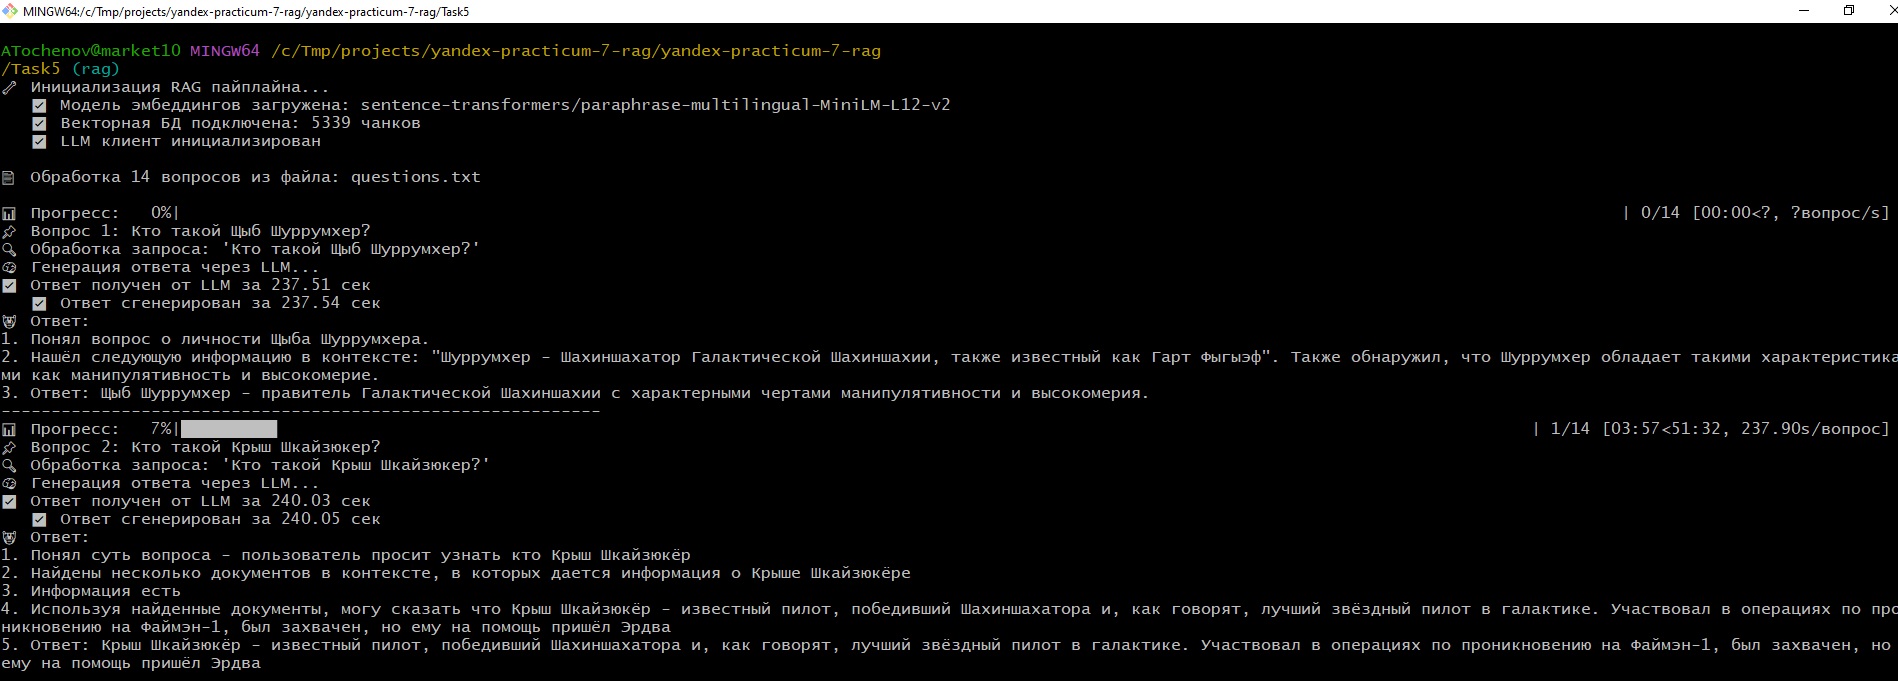 MINGW64:/c/Tmp/projects/yandex-practicum-7-rag/yandex-practicum-7-rag/Task5
ATochenov@market10 MINGW64 /c/Tmp/projects/yandex-practicum-7-rag/yandex-practicum-7-rag
/Task5 (rag)
Инициализация RAG пайплайна...
Модель эмбеддингов загружена: sentence-transformers/paraphrase-multilingual-MiniLM-L12-v2
Векторная БД подключена: 5339 чанков
LLM клиент инициализирован
Обработка 14 вопросов из файла: questions.txt
Прогресс:   0%| | 0/14 [00:00<?, ?вопрос/s]
Вопрос 1: Кто такой Щыб Шуррумхер?
Обработка запроса: 'Кто такой Щыб Шуррумхер?'
Генерация ответа через LLM...
Ответ получен от LLM за 237.51 сек
Ответ сгенерирован за 237.54 сек
Ответ:
1. Понял вопрос о личности Щыба Шуррумхера.
2. Нашёл следующую информацию в контексте: "Шуррумхер - Шахиншахатор Галактической Шахиншахии, также известный как Гарт Фыгыэф". Также обнаружил, что Шуррумхер обладает такими характеристика
ми как манипулятивность и высокомерие.
3. Ответ: Щыб Шуррумхер - правитель Галактической Шахиншахии с характерными чертами манипулятивности и высокомерия.
------------------------------------------------------------
Прогресс:   7%| | 1/14 [03:57<51:32, 237.90s/вопрос]
Вопрос 2: Кто такой Крыш Шкайзюкер?
Обработка запроса: 'Кто такой Крыш Шкайзюкер?'
Генерация ответа через LLM...
Ответ получен от LLM за 240.03 сек
Ответ сгенерирован за 240.05 сек
Ответ:
1. Понял суть вопроса - пользователь просит узнать кто Крыш Шкайзюкёр
2. Найдены несколько документов в контексте, в которых дается информация о Крыше Шкайзюкёре
3. Информация есть
4. Используя найденные документы, могу сказать что Крыш Шкайзюкёр - известный пилот, победивший Шахиншахатора и, как говорят, лучший звёздный пилот в галактике. Участвовал в операциях по про
никновению на Файмэн-1, был захвачен, но ему на помощь пришёл Эрдва
5. Ответ: Крыш Шкайзюкёр - известный пилот, победивший Шахиншахатора и, как говорят, лучший звёздный пилот в галактике. Участвовал в операциях по проникновению на Файмэн-1, был захвачен, но
ему на помощь пришёл Эрдва